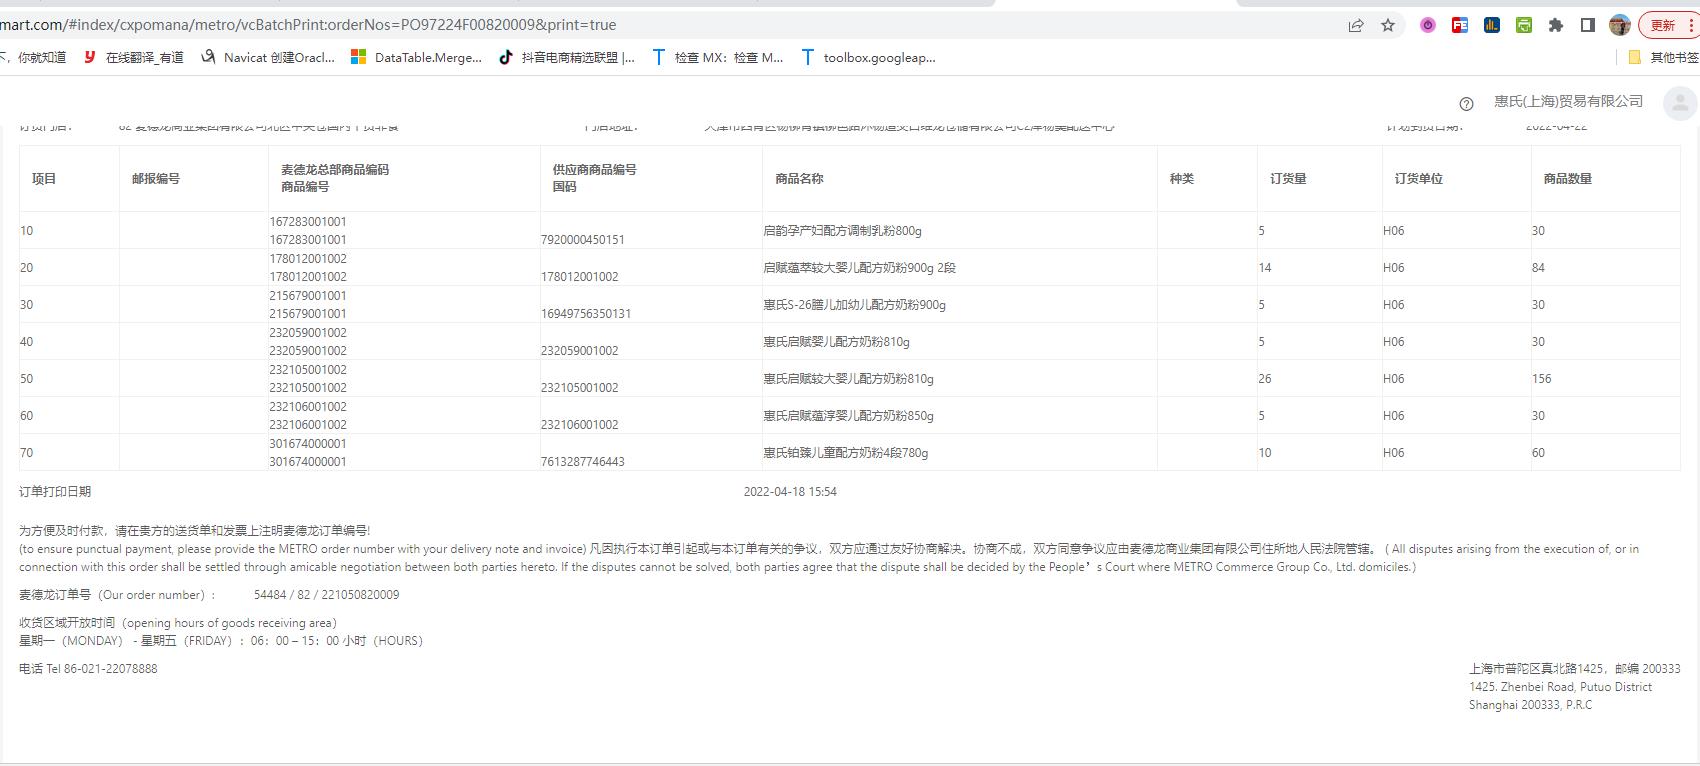 mart.com/#index/cxpomana/metro/vcBatchPrint:orderNos=PO97224F00820009&print=true
更新
你就知道 在线翻译_有道 Navicat 创建Oracl... DataTable.Merge... 抖音电商精选联盟 |... 检查 MX：检查 M... toolbox.googleap... 其他书签
惠氏(上海)贸易有限公司
项目 邮报编号 麦德龙总部商品编码 供应商商品编号 商品名称 种类 订货量 订货单位 商品数量
商品编号 国码
167283001001
10 启韵孕产妇配方调制乳粉800g 5 H06 30
167283001001 7920000450151
178012001002
20 启赋蕴萃较大婴儿配方奶粉900g 2段 14 H06 84
178012001002 178012001002
215679001001
30 惠氏S-26膳儿加幼儿配方奶粉900g 5 H06 30
215679001001 16949756350131
232059001002
40 惠氏启赋婴儿配方奶粉810g 5 H06 30
232059001002 232059001002
232105001002
50 惠氏启赋较大婴儿配方奶粉810g 26 H06 156
232105001002 232105001002
232106001002
60 惠氏启赋蕴淳婴儿配方奶粉850g 5 H06 30
232106001002 232106001002
301674000001
70 惠氏铂臻儿童配方奶粉4段780g 10 H06 60
301674000001 7613287746443
订单打印日期 2022-04-18 15:54
为方便及时付款，请在贵方的送货单和发票上注明麦德龙订单编号!
(to ensure punctual payment, please provide the METRO order number with your delivery note and invoice) 凡因执行本订单引起或与本订单有关的争议，双方应通过友好协商解决。协商不成，双方同意争议应由麦德龙商业集团有限公司住所地人民法院管辖。 ( All disputes arising from the execution of, or in
connection with this order shall be settled through amicable negotiation between both parties hereto. If the disputes cannot be solved, both parties agree that the dispute shall be decided by the People’s Court where METRO Commerce Group Co., Ltd. domiciles.)
麦德龙订单号（Our order number）: 54484 / 82 / 221050820009
收货区域开放时间（opening hours of goods receiving area）
星期一（MONDAY） - 星期五（FRIDAY）: 06：00 – 15：00 小时（HOURS）
电话 Tel 86-021-22078888
上海市普陀区真北路1425，邮编 200333
1425. Zhenbei Road, Putuo District
Shanghai 200333, P.R.C